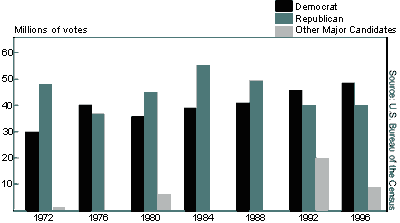 Democrat
Republican
Other Major Candidates
Millions of votes
60
50
40
30
20
10
1972
1976
1980
1984
1988
1992
1996
Source: U.S. Bureau of the Census